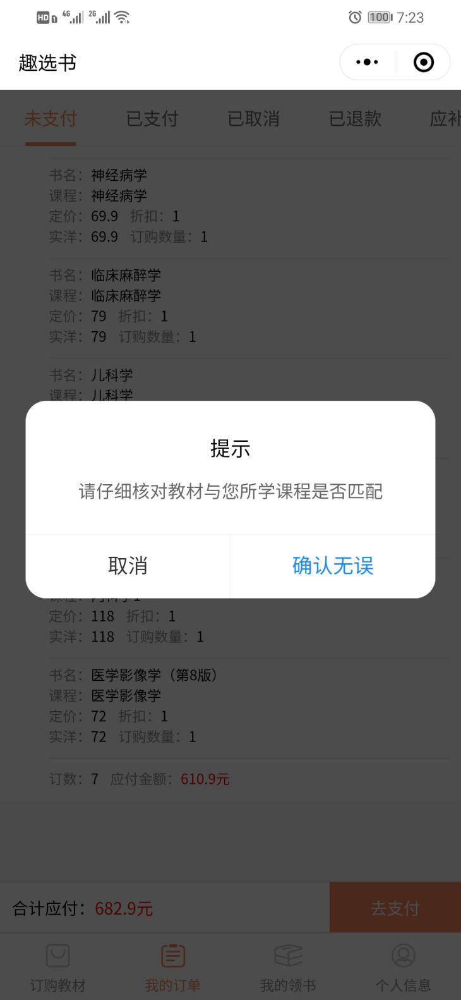 HD 1 4G 2G 100 7:23
趣选书
未支付 已支付 已取消 已退款 应补
书名：神经病学
课程：神经病学
定价：69.9 折扣：1
实洋：69.9 订购数量：1
书名：临床麻醉学
课程：临床麻醉学
定价：79 折扣：1
实洋：79 订购数量：1
书名：儿科学
课程：儿科学
提示
请仔细核对教材与您所学课程是否匹配
取消 确认无误
定价：118 折扣：1
实洋：118 订购数量：1
书名：医学影像学（第8版）
课程：医学影像学
定价：72 折扣：1
实洋：72 订购数量：1
订数：7 应付金额：610.9元
合计应付：682.9元 去支付
订购教材 我的订单 我的领书 个人信息